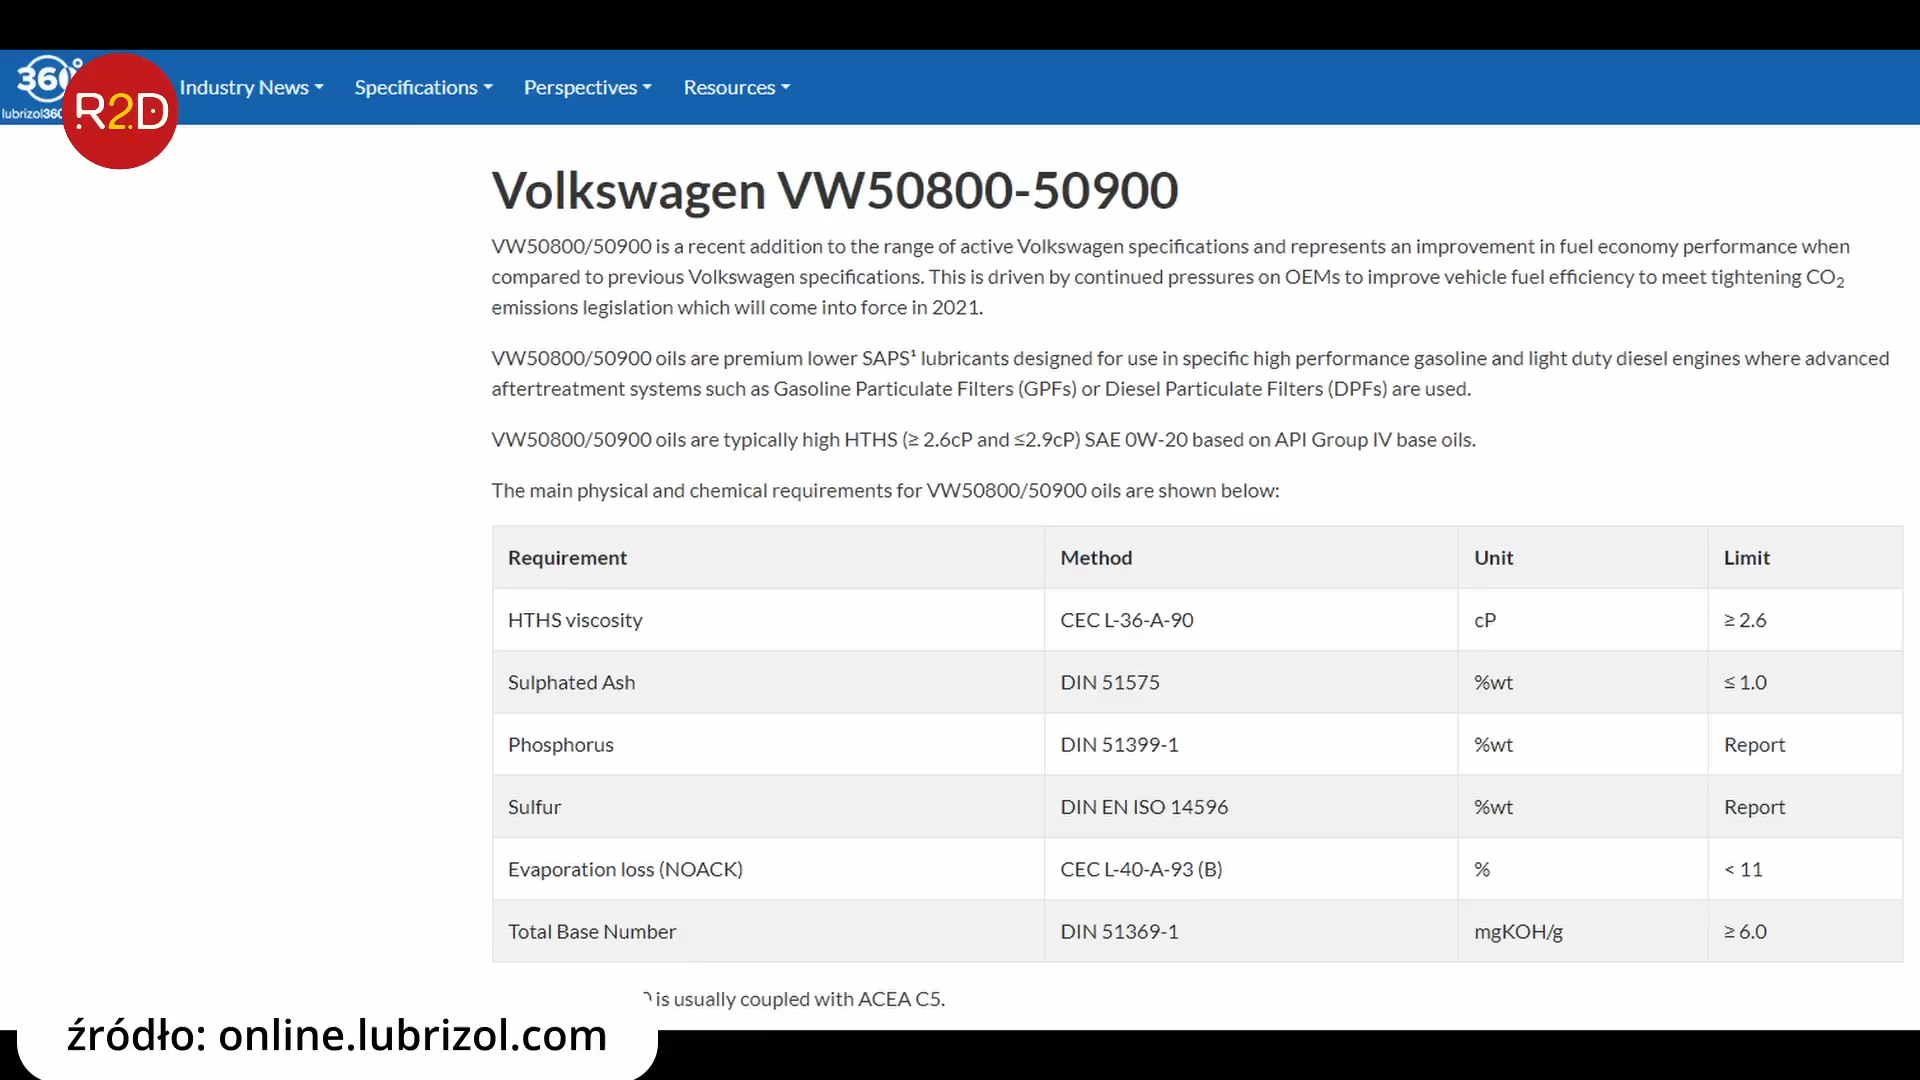 360°
lubrizol360
R2D
Industry News
Specifications
Perspectives
Resources
Volkswagen VW50800-50900
VW50800/50900 is a recent addition to the range of active Volkswagen specifications and represents an improvement in fuel economy performance when
compared to previous Volkswagen specifications. This is driven by continued pressures on OEMs to improve vehicle fuel efficiency to meet tightening CO₂
emissions legislation which will come into force in 2021.
VW50800/50900 oils are premium lower SAPS¹ lubricants designed for use in specific high performance gasoline and light duty diesel engines where advanced
aftertreatment systems such as Gasoline Particulate Filters (GPFs) or Diesel Particulate Filters (DPFs) are used.
VW50800/50900 oils are typically high HTHS (≥ 2.6cP and ≤2.9cP) SAE 0W-20 based on API Group IV base oils.
The main physical and chemical requirements for VW50800/50900 oils are shown below:
Requirement Method Unit Limit
HTHS viscosity CEC L-36-A-90 cP ≥ 2.6
Sulphated Ash DIN 51575 %wt ≤ 1.0
Phosphorus DIN 51399-1 %wt Report
Sulfur DIN EN ISO 14596 %wt Report
Evaporation loss (NOACK) CEC L-40-A-93 (B) % < 11
Total Base Number DIN 51369-1 mgKOH/g ≥ 6.0
is usually coupled with ACEA C5.
źródło: online.lubrizol.com